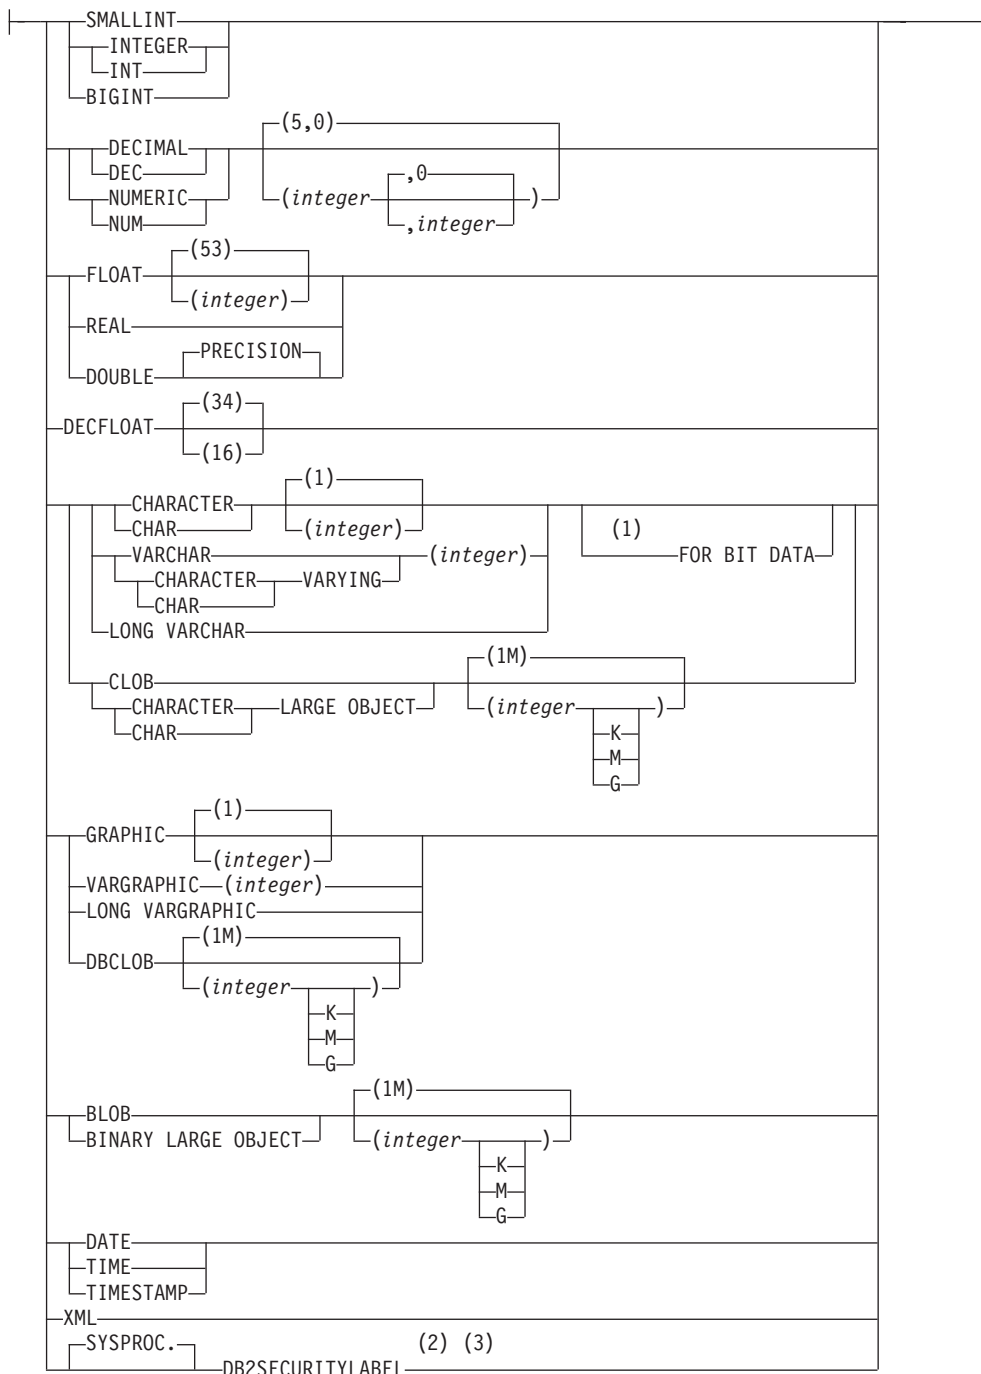 SMALLINT
INTEGER
INT
BIGINT
(5,0)
DECIMAL
DEC
,0
NUMERIC (integer )
NUM ,integer
(53)
FLOAT
(integer)
REAL
PRECISION
DOUBLE
(34)
DECFLOAT
(16)
(1)
CHARACTER
CHAR (integer) (1)
VARCHAR (integer) FOR BIT DATA
CHARACTER VARYING
CHAR
LONG VARCHAR
(1M)
CLOB
CHARACTER LARGE OBJECT (integer )
CHAR K
M
G
(1)
GRAPHIC
(integer)
VARGRAPHIC (integer)
LONG VARGRAPHIC
(1M)
DBCLOB
(integer )
K
M
G
(1M)
BLOB
BINARY LARGE OBJECT (integer )
K
M
G
DATE
TIME
TIMESTAMP
XML
SYSPROC. (2) (3)
DB2SECURITYLABEL